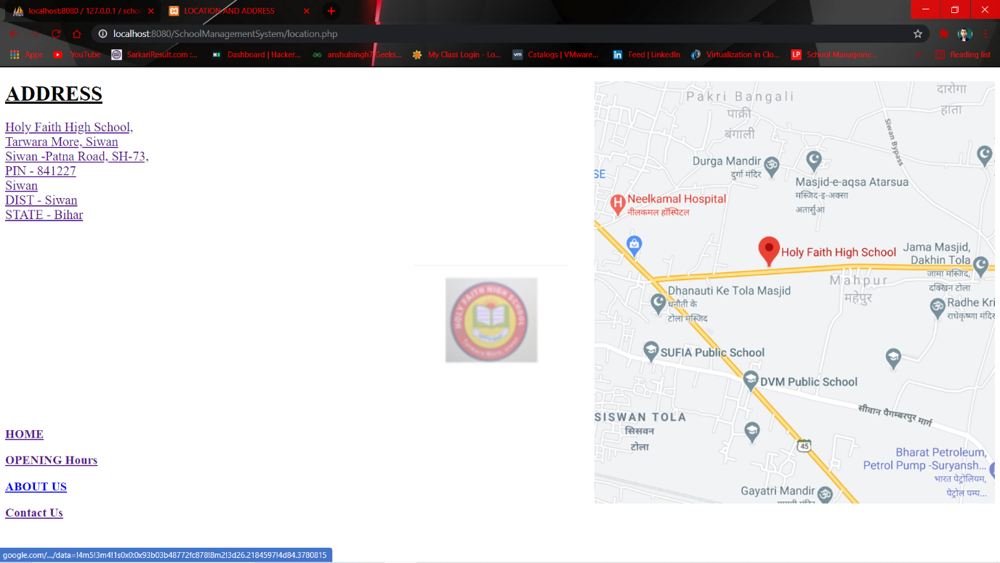 localhost:8080 / 127.0.0.1 / scho
LOCATION AND ADDRESS
localhost:8080/SchoolManagementSystem/location.php
Apps
YouTube
SarkariResult.com :...
Dashboard | Hacker...
anshulsingh7 Geeks...
My Class Login - Lo...
vm
Catalogs | VMware...
Feed | LinkedIn
Virtualization in Clo...
LP
School Manageme...
Reading list
ADDRESS
Holy Faith High School,
Tarwara More, Siwan
Siwan -Patna Road, SH-73,
PIN - 841227
Siwan
DIST - Siwan
STATE - Bihar
HOLY FAITH HIGH SCHOOL
Tarwara More, Siwan
HOME
OPENING Hours
ABOUT US
Contact Us
Pakri Bangali
पाक्री
बंगाली
दारोगा
हाता
Siwan Bypass
Durga Mandir
दुर्गा मंदिर
SE
Masjid-e-aqsa Atarsua
मस्जिद-इ-अक्सा
अतार्सुआ
H
Neelkamal Hospital
नीलकमल हॉस्पिटल
Holy Faith High School
Jama Masjid,
Dakhin Tola
जामा मस्जिद,
दक्खिन टोला
Mahpur
महेपुर
Dhanauti Ke Tola Masjid
धनौती के
टोला मस्जिद
Radhe Kri
राधेकृष्णा मंदिर
SUFIA Public School
DVM Public School
सीवान पैगम्बरपुर मार्ग
SISWAN TOLA
सिसवन
टोला
45
Bharat Petroleum,
Petrol Pump -Suryansh...
भारत पेट्रोलियम,
पेट्रोल पम्प...
Gayatri Mandir
google.com/.../data=!4m5!3m4!1s0x0:0x93b03b48772fc878!8m2!3d26.2184597!4d84.3780815